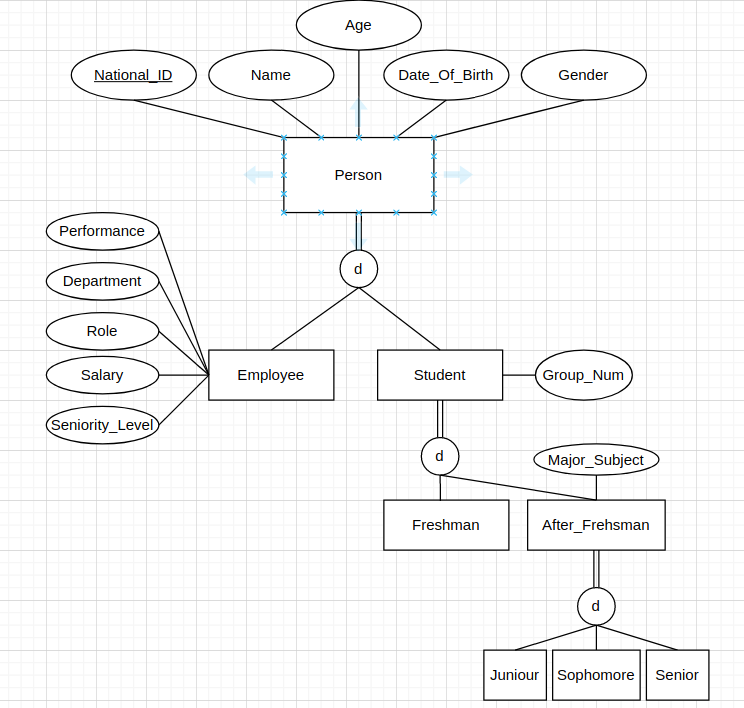 Age
National_ID
Name
Date_Of_Birth
Gender
Person
Performance
d
Department
Role
Salary
Employee
Student
Group_Num
Seniority_Level
d
Major_Subject
Freshman
After_Frehsman
d
Juniour
Sophomore
Senior